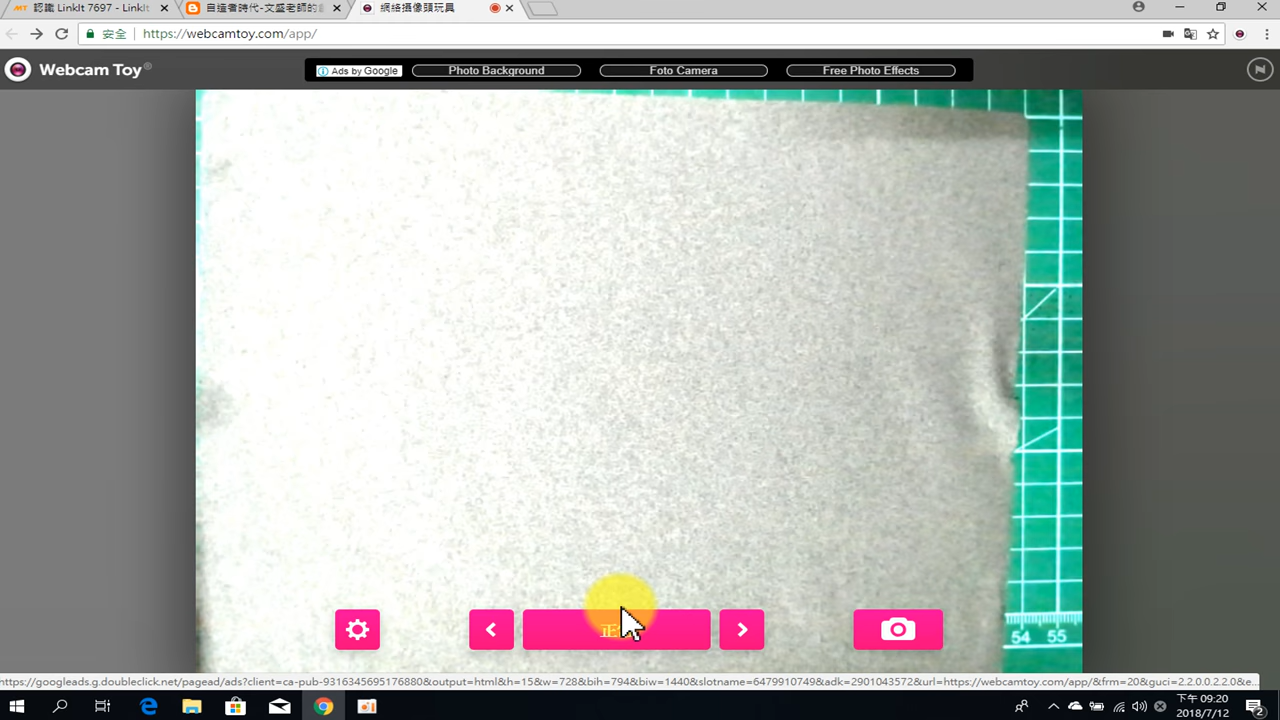 認識 LinkIt 7697 - LinkIt
自造者時代-文盛老師的
網絡攝像頭玩具
安全
https://webcamtoy.com/app/
Webcam Toy®
Ads by Google
Photo Background
Foto Camera
Free Photo Effects
54 55
正
https://googleads.g.doubleclick.net/pagead/ads?client=ca-pub-9316345695176880&output=html&h=15&w=728&bih=794&biw=1440&slotname=6479910749&adk=2901043572&url=https://webcamtoy.com/app/&frm=20&guci=2.2.0.0.2.2.0&e...
下午 09:20
2018/7/12
2